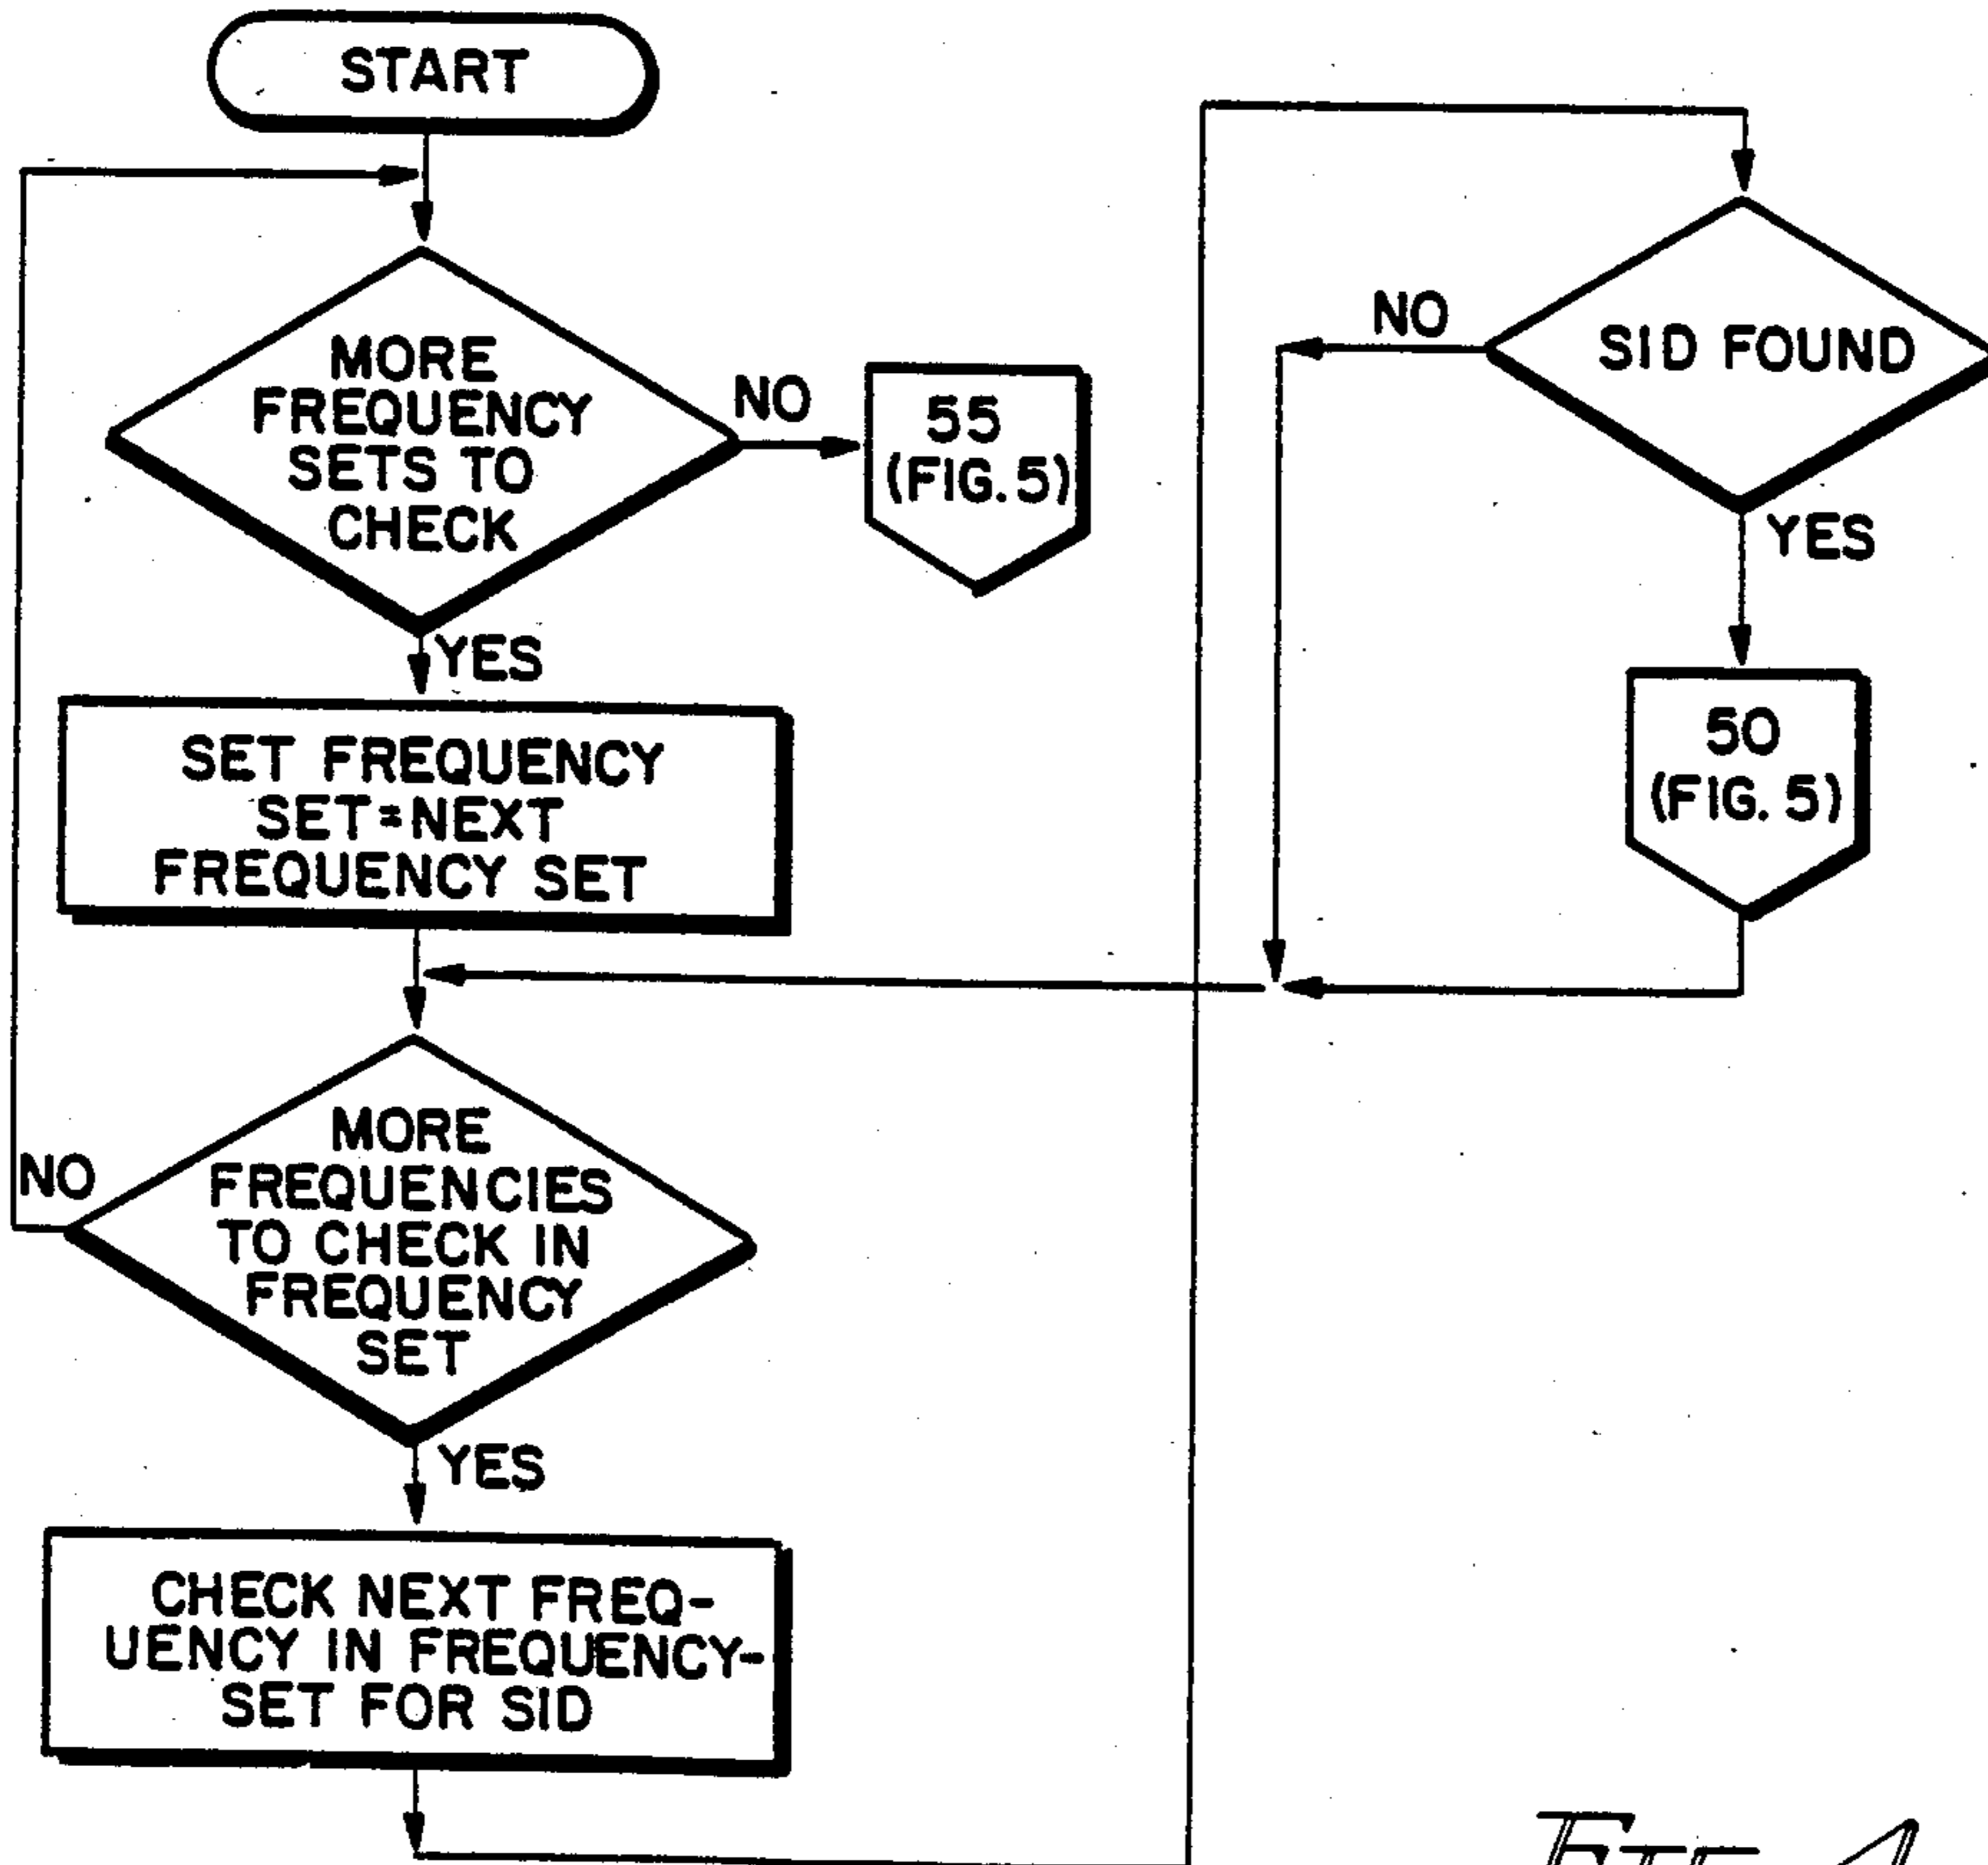 START
MORE
FREQUENCY
SETS TO
CHECK
NO
55
(FIG. 5)
YES
SET FREQUENCY
SET=NEXT
FREQUENCY SET
MORE
FREQUENCIES
TO CHECK IN
FREQUENCY
SET
NO
YES
CHECK NEXT FREQ-
UENCY IN FREQUENCY-
SET FOR SID
SID FOUND
NO
YES
50
(FIG. 5)